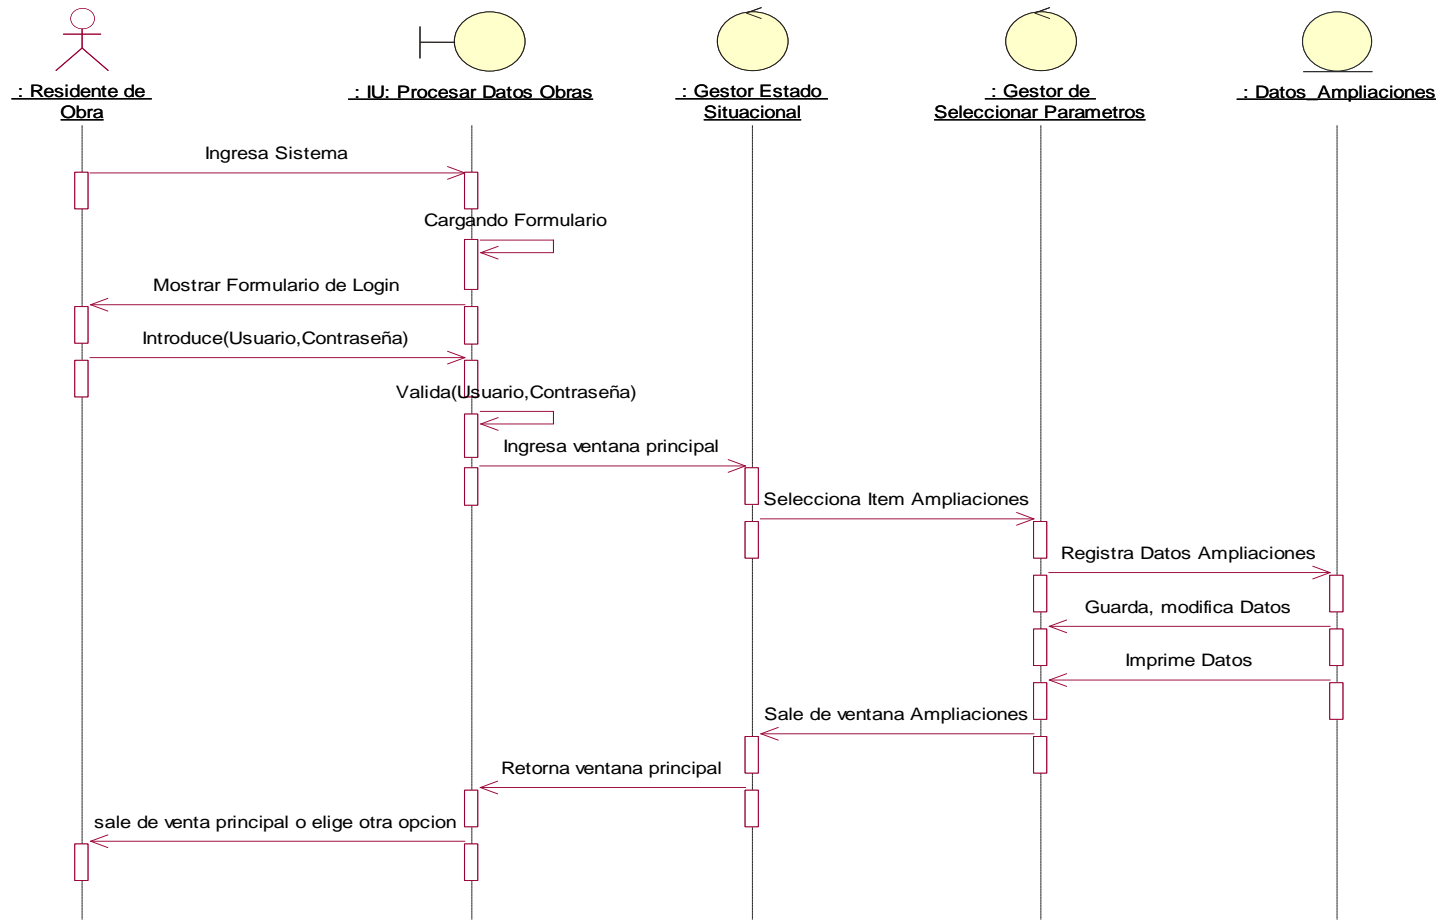 : Residente de
Obra
: IU: Procesar Datos Obras
: Gestor Estado
Situacional
: Gestor de
Seleccionar Parametros
: Datos_Ampliaciones
Ingresa Sistema
Cargando Formulario
Mostrar Formulario de Login
Introduce(Usuario,Contraseña)
Valida(Usuario,Contraseña)
Ingresa ventana principal
Selecciona Item Ampliaciones
Registra Datos Ampliaciones
Guarda, modifica Datos
Imprime Datos
Sale de ventana Ampliaciones
Retorna ventana principal
sale de venta principal o elige otra opcion